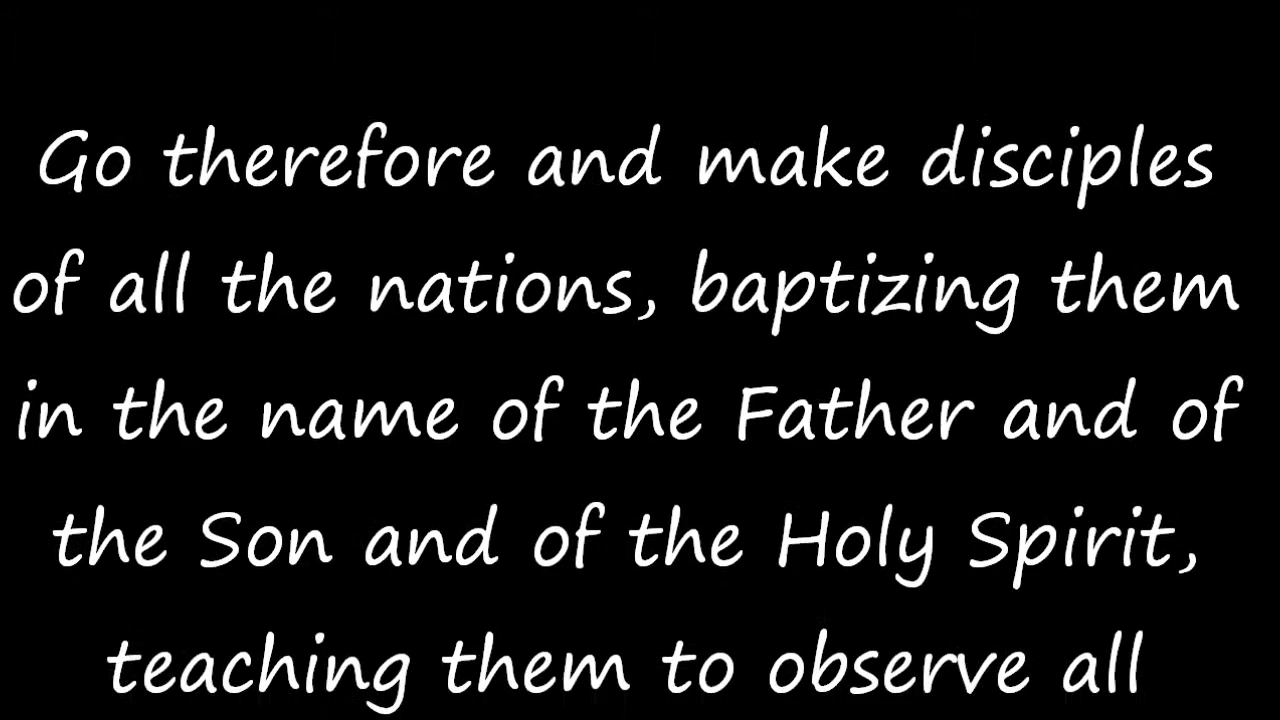 Go therefore and make disciples
of all the nations, baptizing them
in the name of the Father and of
the Son and of the Holy Spirit,
teaching them to observe all